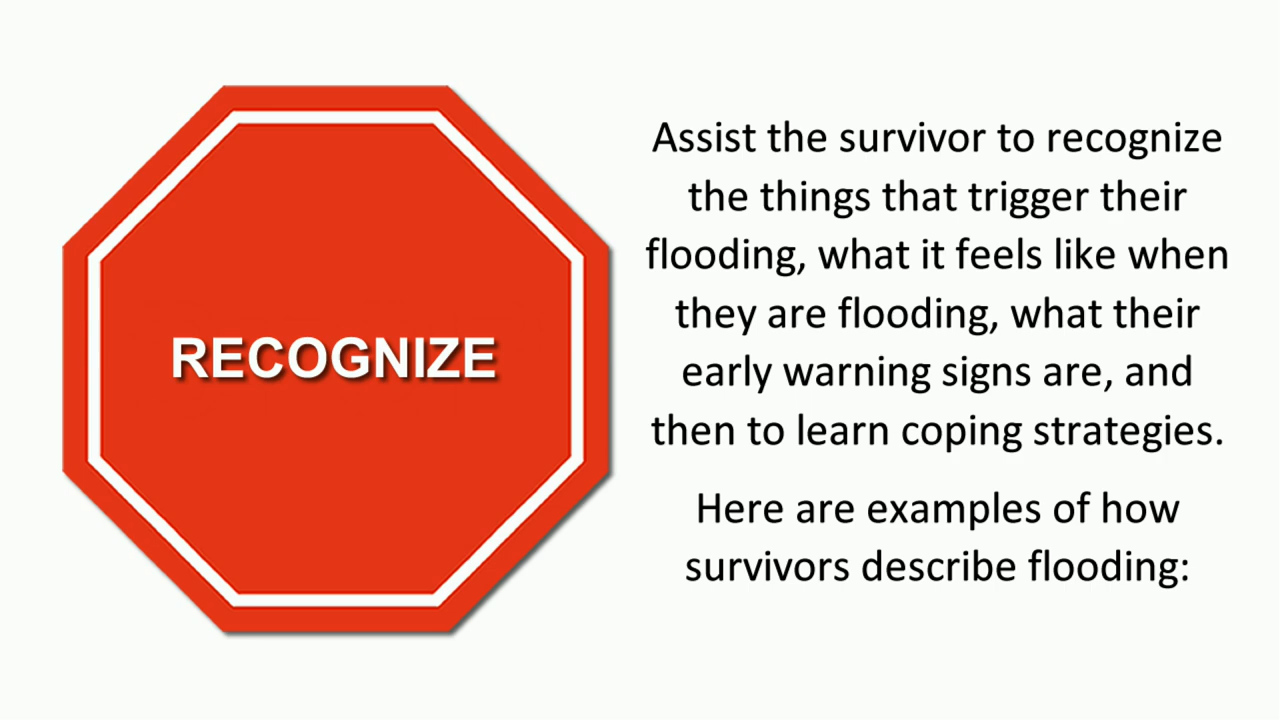 RECOGNIZE
Assist the survivor to recognize
the things that trigger their
flooding, what it feels like when
they are flooding, what their
early warning signs are, and
then to learn coping strategies.
Here are examples of how
survivors describe flooding: